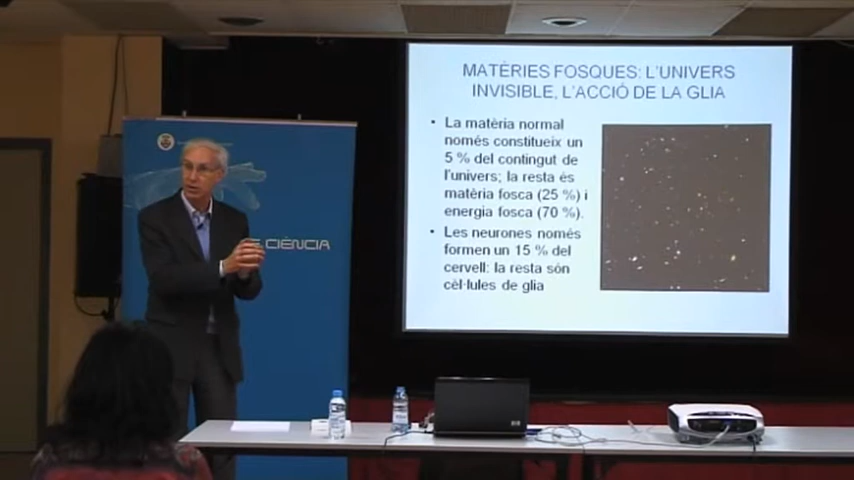 MATÈRIES FOSQUES: L'UNIVERS
INVISIBLE, L'ACCIÓ DE LA GLIA
• La matèria normal
només constitueix un
5 % del contingut de
l'univers; la resta és
matèria fosca (25 %) i
energia fosca (70 %).
• Les neurones només
formen un 15 % del
cervell: la resta són
cèl·lules de glia
CIÈNCIA